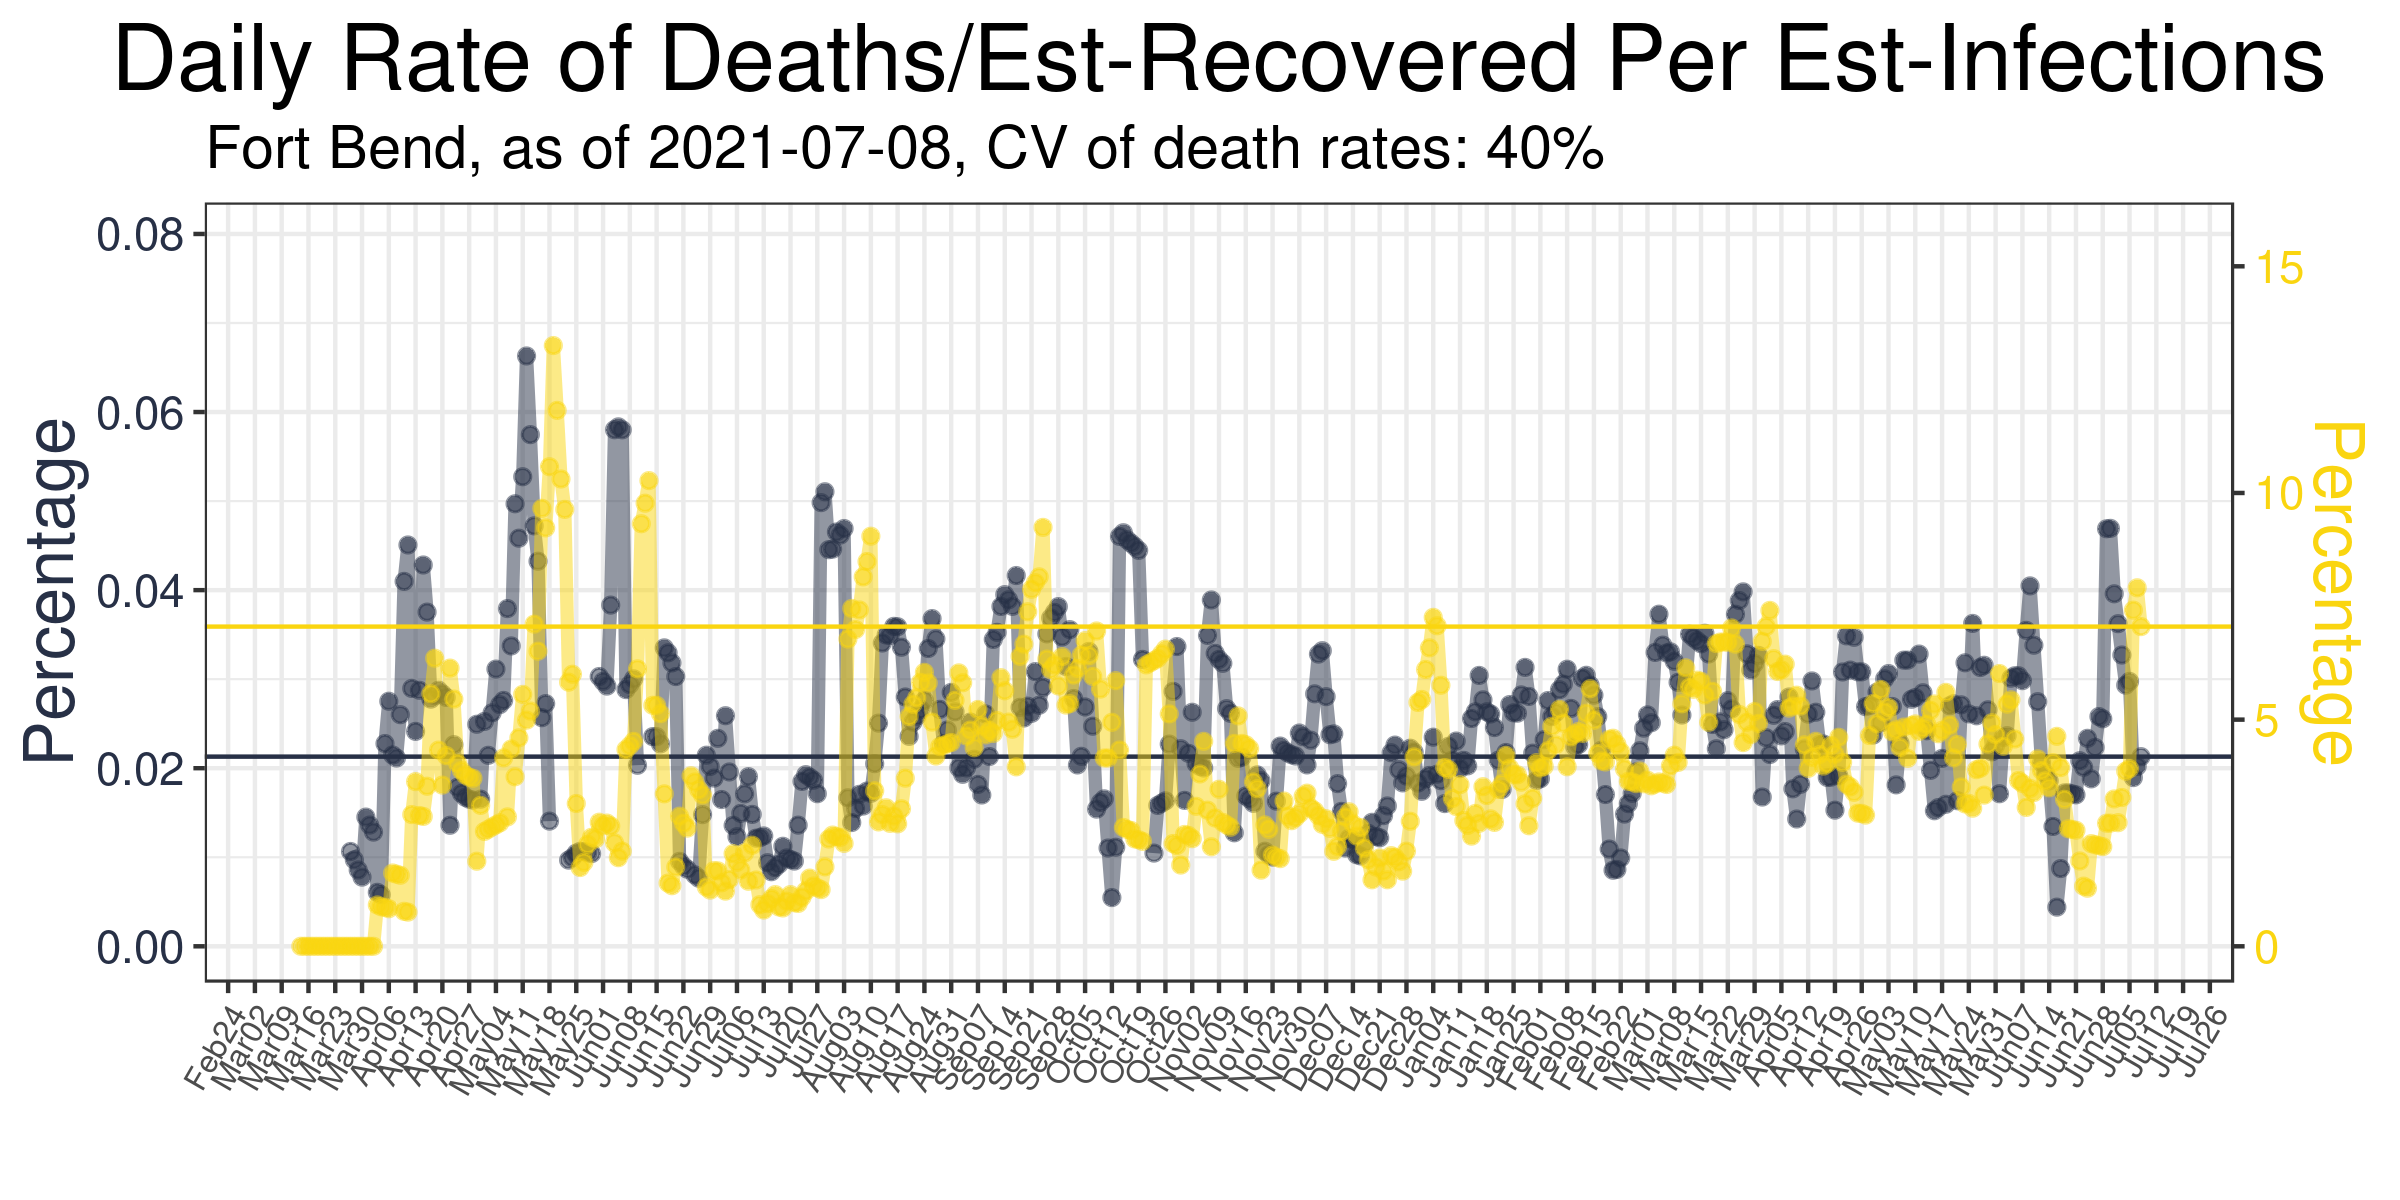 Daily Rate of Deaths/Est-Recovered Per Est-Infections
Fort Bend, as of 2021-07-08, CV of death rates: 40%
Percentage
0.08
0.06
0.04
0.02
0.00
15
10
5
0
Percentage
Feb24
Mar02
Mar09
Mar16
Mar23
Mar30
Apr06
Apr13
Apr20
Apr27
May04
May11
May18
May25
Jun01
Jun08
Jun15
Jun22
Jun29
Jul06
Jul13
Jul20
Jul27
Aug03
Aug10
Aug17
Aug24
Aug31
Sep07
Sep14
Sep21
Sep28
Oct05
Oct12
Oct19
Oct26
Nov02
Nov09
Nov16
Nov23
Nov30
Dec07
Dec14
Dec21
Dec28
Jan04
Jan11
Jan18
Jan25
Feb01
Feb08
Feb15
Feb22
Mar01
Mar08
Mar15
Mar22
Mar29
Apr05
Apr12
Apr19
Apr26
May03
May10
May17
May24
May31
Jun07
Jun14
Jun21
Jun28
Jul05
Jul12
Jul19
Jul26